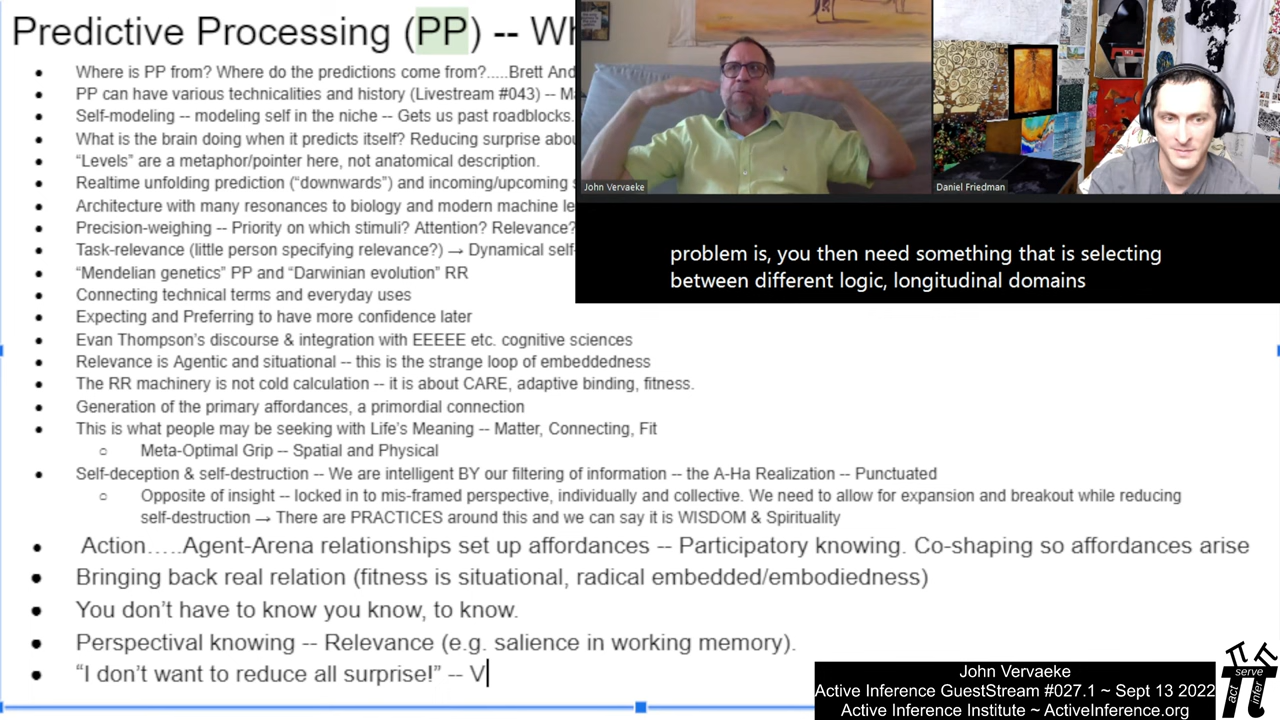 Predictive Processing (PP) -- Wh
Where is PP from? Where do the predictions come from?.....Brett And
PP can have various technicalities and history (Livestream #043) -- M
Self-modeling -- modeling self in the niche -- Gets us past roadblocks.
What is the brain doing when it predicts itself? Reducing surprise abou
“Levels” are a metaphor/pointer here, not anatomical description.
Realtime unfolding prediction (“downwards”) and incoming/upcoming s
Architecture with many resonances to biology and modern machine le
Precision-weighing -- Priority on which stimuli? Attention? Relevance?
Task-relevance (little person specifying relevance?) → Dynamical self-
“Mendelian genetics” PP and “Darwinian evolution” RR
Connecting technical terms and everyday uses
Expecting and Preferring to have more confidence later
Evan Thompson’s discourse & integration with EEEEE etc. cognitive sciences
Relevance is Agentic and situational -- this is the strange loop of embeddedness
The RR machinery is not cold calculation -- it is about CARE, adaptive binding, fitness.
Generation of the primary affordances, a primordial connection
This is what people may be seeking with Life’s Meaning -- Matter, Connecting, Fit
Meta-Optimal Grip -- Spatial and Physical
Self-deception & self-destruction -- We are intelligent BY our filtering of information -- the A-Ha Realization -- Punctuated
Opposite of insight -- locked in to mis-framed perspective, individually and collective. We need to allow for expansion and breakout while reducing
self-destruction → There are PRACTICES around this and we can say it is WISDOM & Spirituality
Action…..Agent-Arena relationships set up affordances -- Participatory knowing. Co-shaping so affordances arise
Bringing back real relation (fitness is situational, radical embedded/embodiedness)
You don’t have to know you know, to know.
Perspectival knowing -- Relevance (e.g. salience in working memory).
“I don’t want to reduce all surprise!” -- V
John Vervaeke
Daniel Friedman
problem is, you then need something that is selecting
between different logic, longitudinal domains
John Vervaeke
Active Inference GuestStream #027.1 ~ Sept 13 2022
Active Inference Institute ~ ActiveInference.org
serve
act
infer